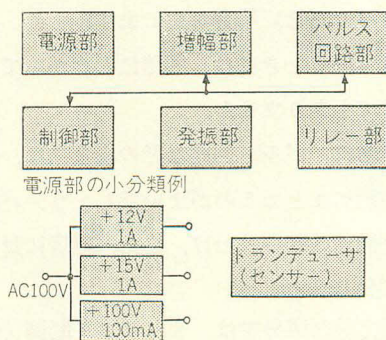 電源部
増幅部
パルス
回路部
制御部
発振部
リレー部
電源部の小分類例
+12V
1A
+15V
1A
+100V
100mA
AC100V
トランデューサ
(センサー)